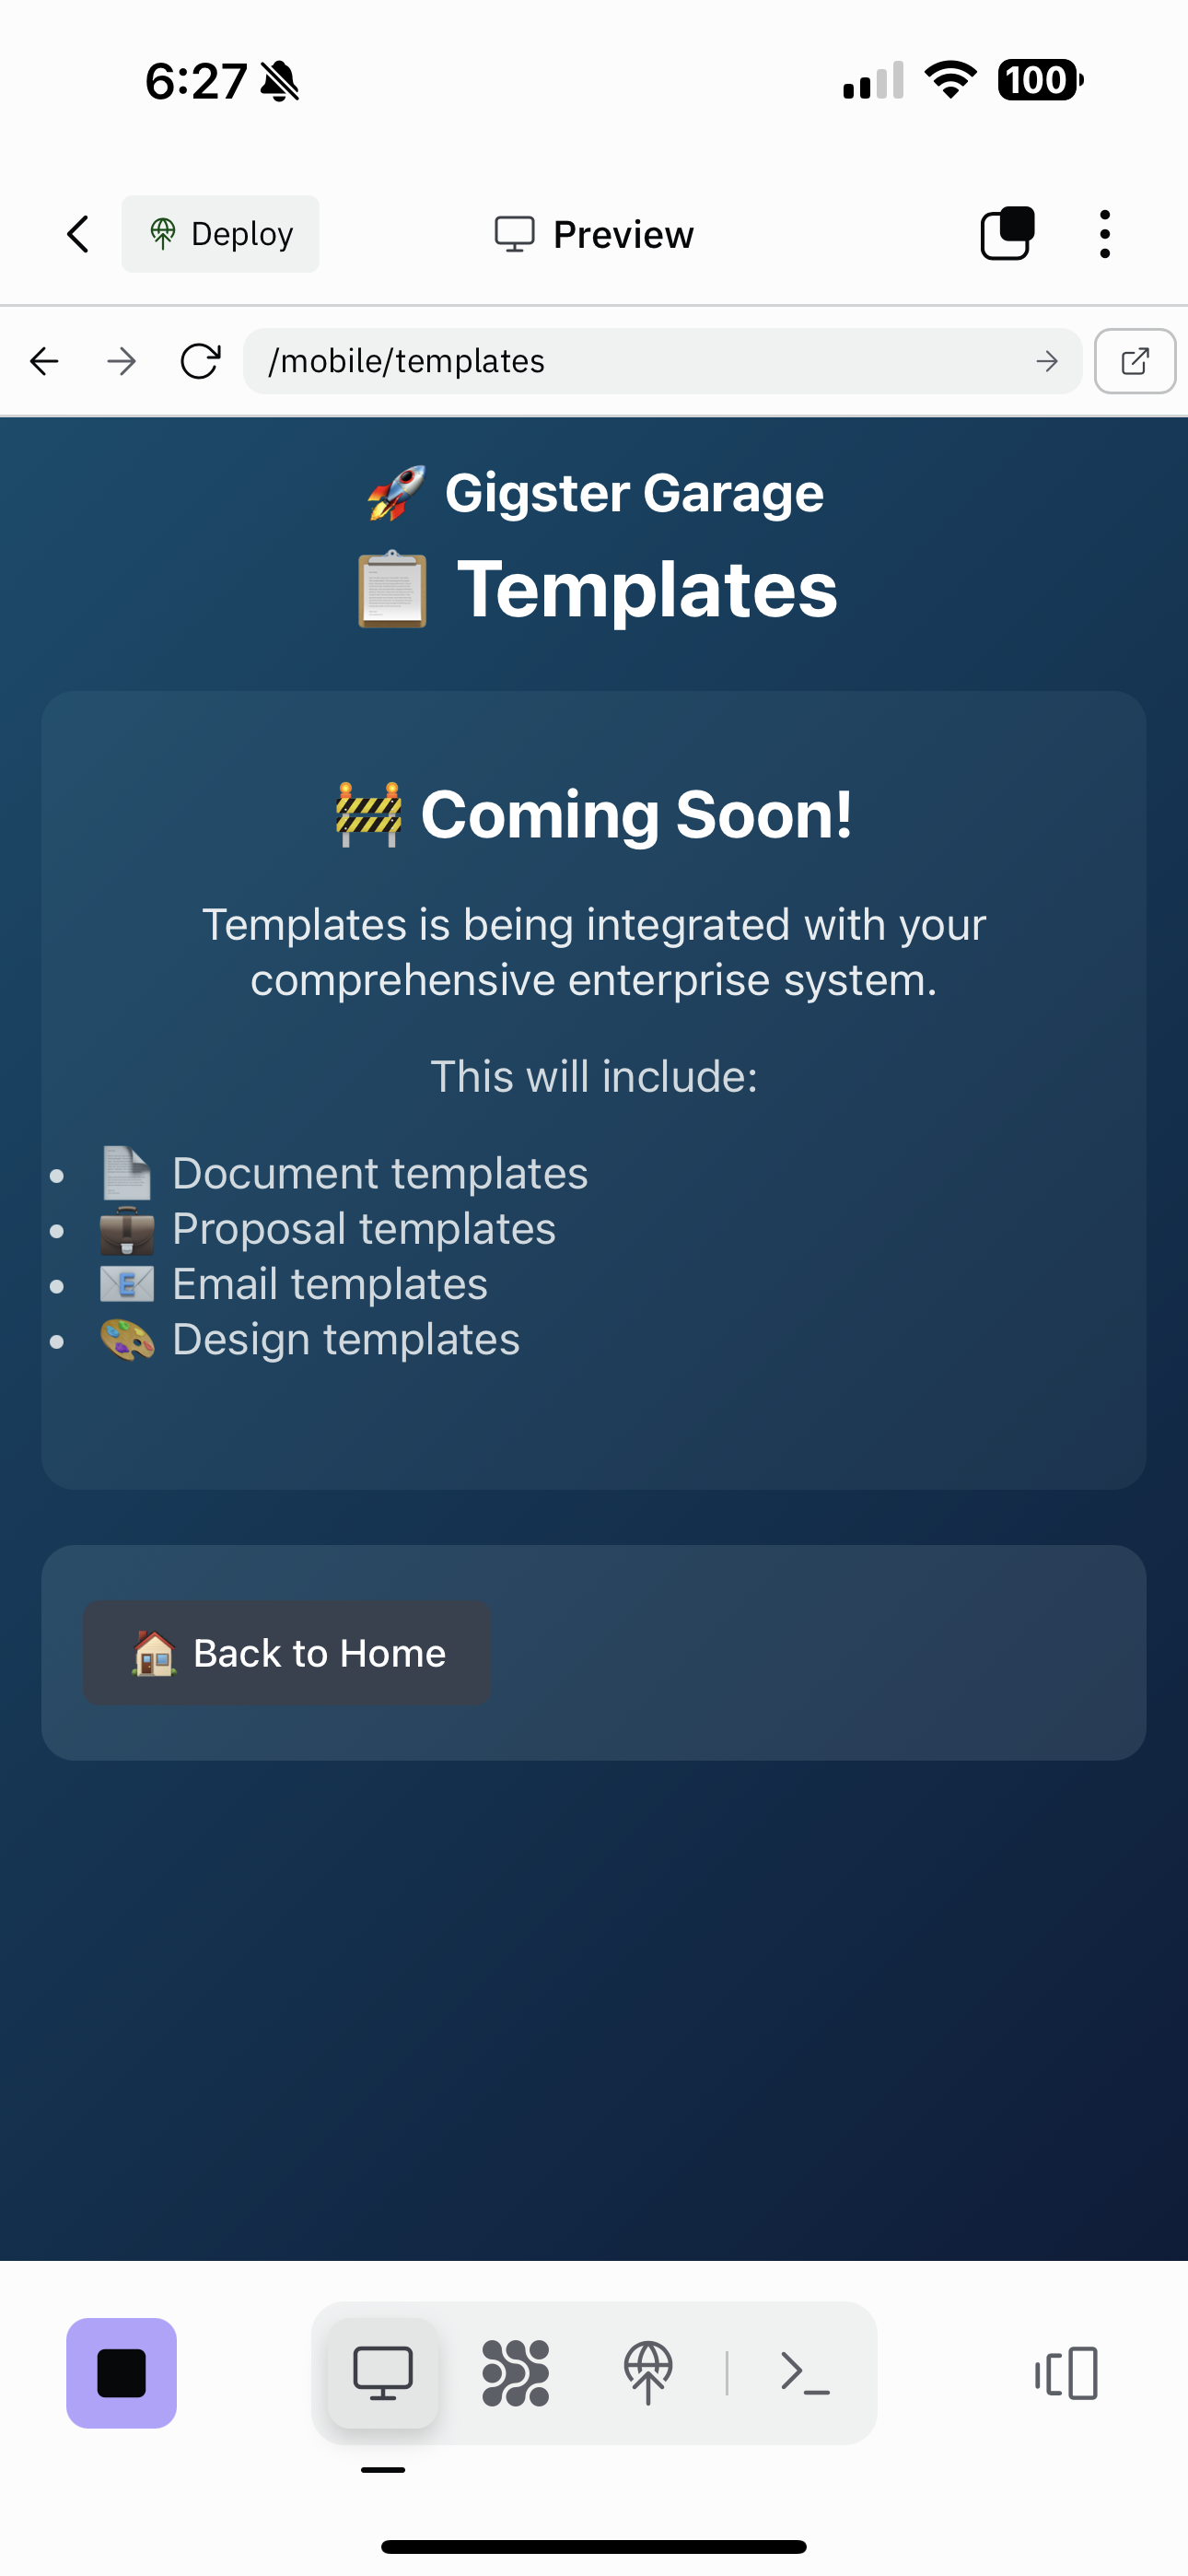 6:27
100
Deploy
Preview
/mobile/templates
🚀 Gigster Garage
📋 Templates
🚧 Coming Soon!
Templates is being integrated with your
comprehensive enterprise system.
This will include:
• 📄 Document templates
• 💼 Proposal templates
• 📧 Email templates
• 🎨 Design templates
🏠 Back to Home